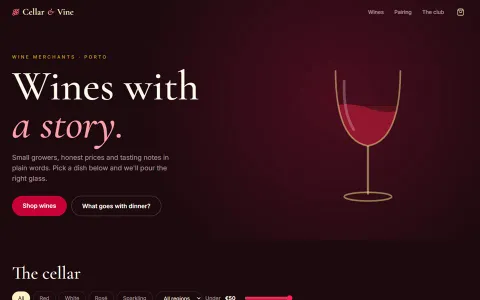 Cellar & Vine
Wines Pairing The club
WINE MERCHANTS · PORTO
Wines with
a story.
Small growers, honest prices and tasting notes in
plain words. Pick a dish below and we'll pour the
right glass.
Shop wines What goes with dinner?
The cellar
All Red White Rosé Sparkling All regions Under €50